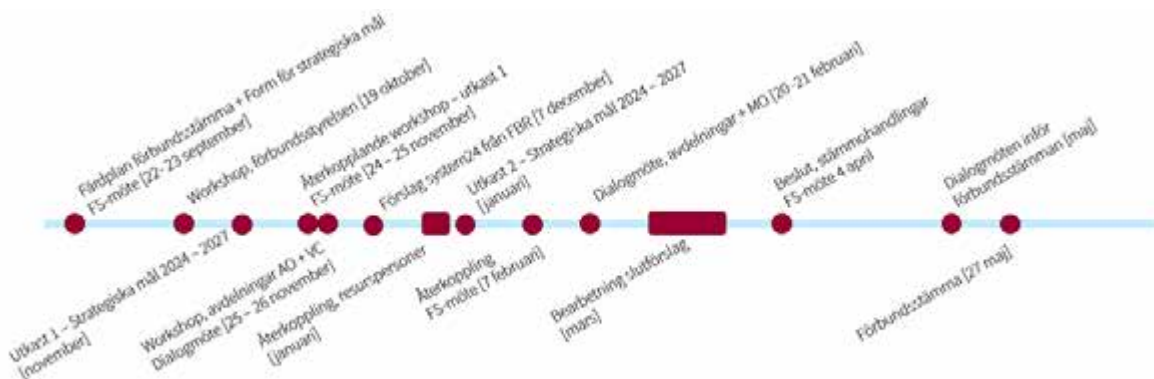 Färdplan förbundsstämma + Form för strategiska mål
FS-möte [22- 23 september]
Workshop, förbundsstyrelsen [19 oktober]
Återkopplande workshop – utkast 1
FS-möte [24 – 25 november]
Förslag system24 från FBR [7 december]
Utkast 2 – Strategiska mål 2024 – 2027
[januari]
Dialogmöte, avdelningar + MO [20 -21 februari]
Beslut, stämmohandlingar
FS-möte 4 april
Dialogmöten inför
förbundsstämman [maj]
Utkast 1 – Strategiska mål 2024 – 2027
[november]
Workshop, avdelningar AO + VC
Dialogmöte [25 – 26 november]
Återkoppling, resurspersoner
[januari]
Återkoppling
FS-möte [7 februari]
Bearbetning slutförslag
[mars]
Förbundsstämma [27 maj]